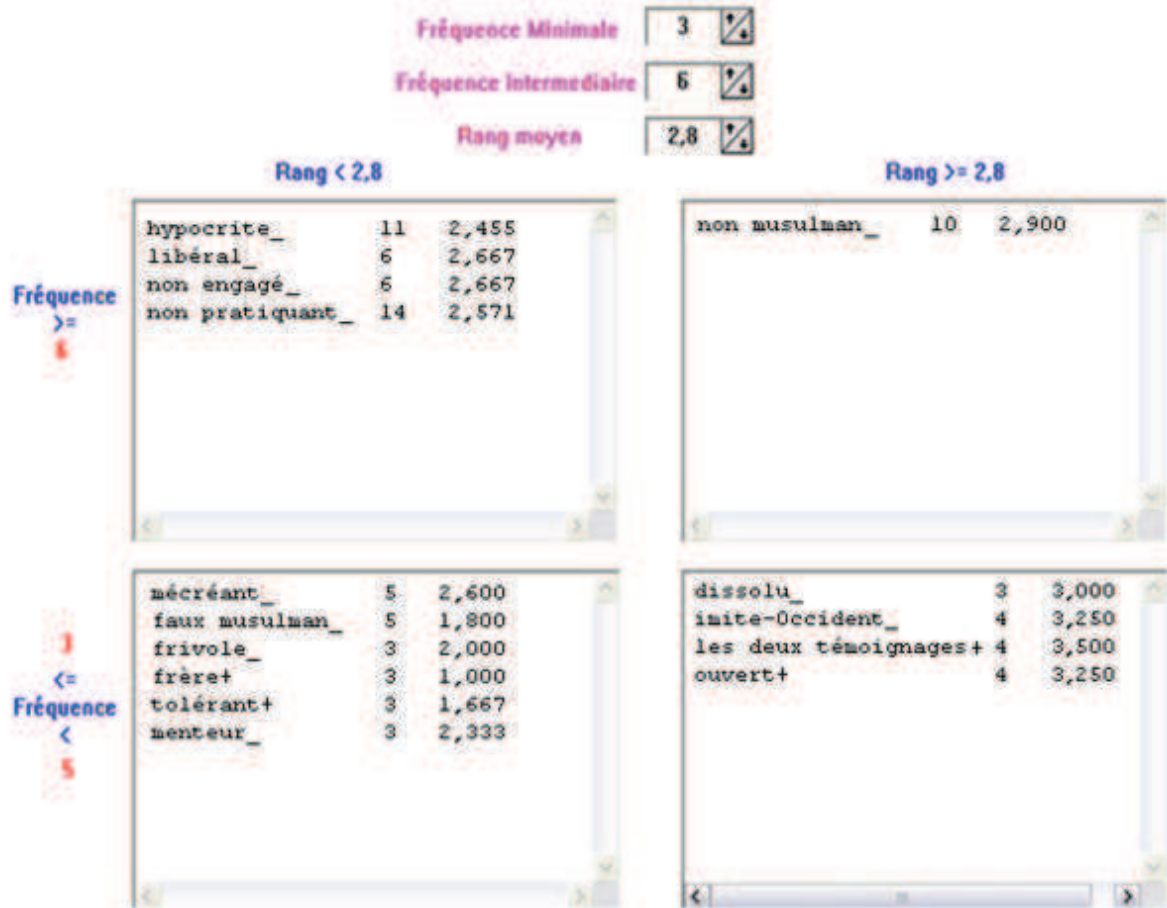 Fréquence Minimale 3
Fréquence Intermediaire 6
Rang moyen 2,8
Rang < 2,8
Rang >= 2,8
Fréquence
>=
6
hypocrite_ 11 2,455
libéral_ 6 2,667
non engagé_ 6 2,667
non pratiquant_ 14 2,571
non musulman_ 10 2,900
3
<=
Fréquence
<
5
mécréant_ 5 2,600
faux musulman_ 5 1,800
frivole_ 3 2,000
frère+ 3 1,000
tolérant+ 3 1,667
menteur_ 3 2,333
dissolu_ 3 3,000
imite-Occident_ 4 3,250
les deux témoignages+ 4 3,500
ouvert+ 4 3,250